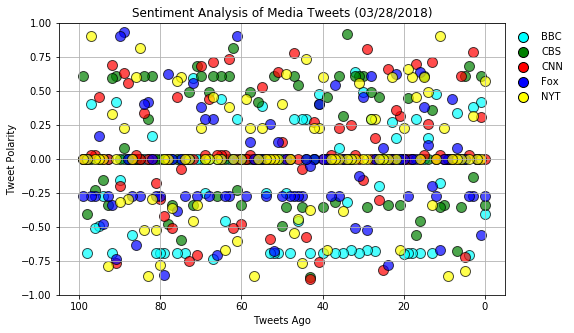 Sentiment Analysis of Media Tweets (03/28/2018)
1.00
0.75
0.50
0.25
0.00
−0.25
−0.50
−0.75
−1.00
Tweet Polarity
100
80
60
40
20
0
Tweets Ago
BBC
CBS
CNN
Fox
NYT